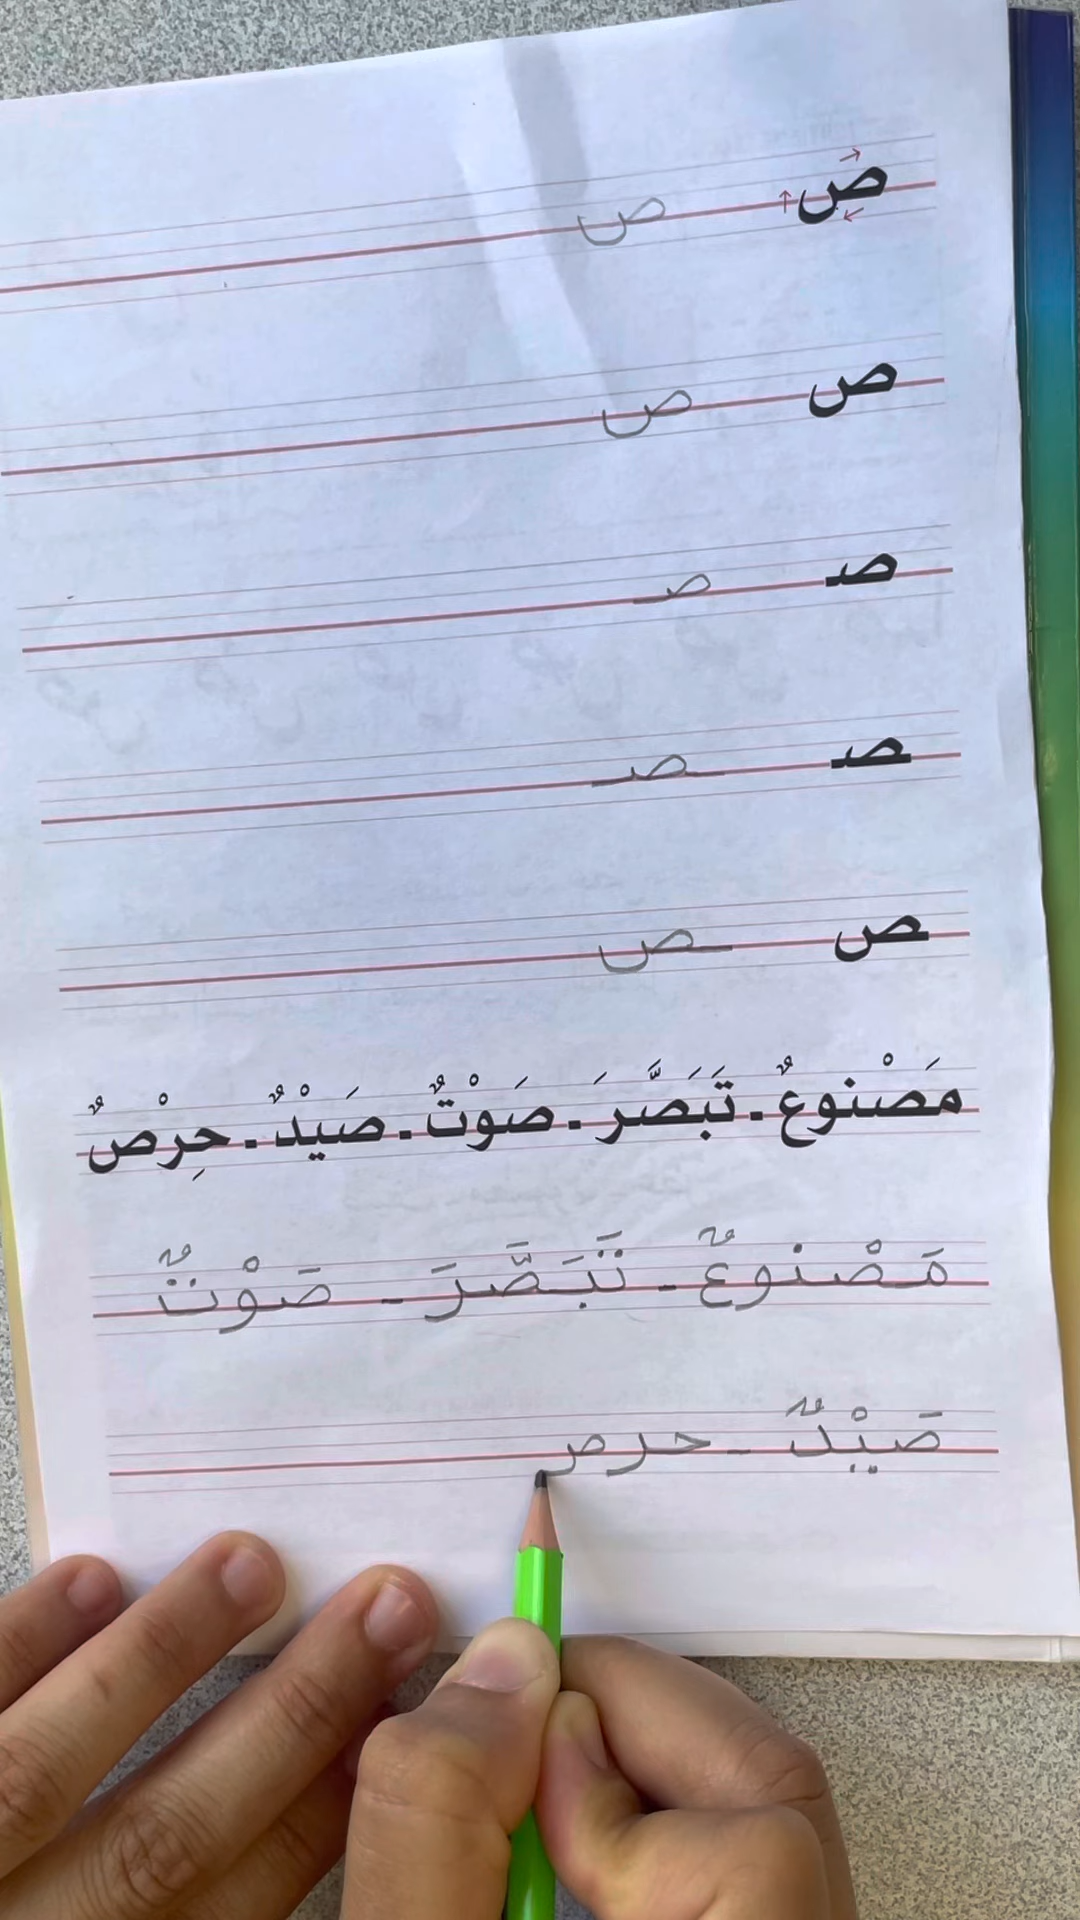 ص ص
ص ص
صـ صـ
ـصـ ـصـ
ـص ـص
مَصْنوعٌ - تَبَصَّرَ - صَوْتٌ - صَيْدٌ - حِرْصٌ
مَصْنوعٌ - تَبَصَّرَ - صَوْتٌ
صَيْدٌ - حرص